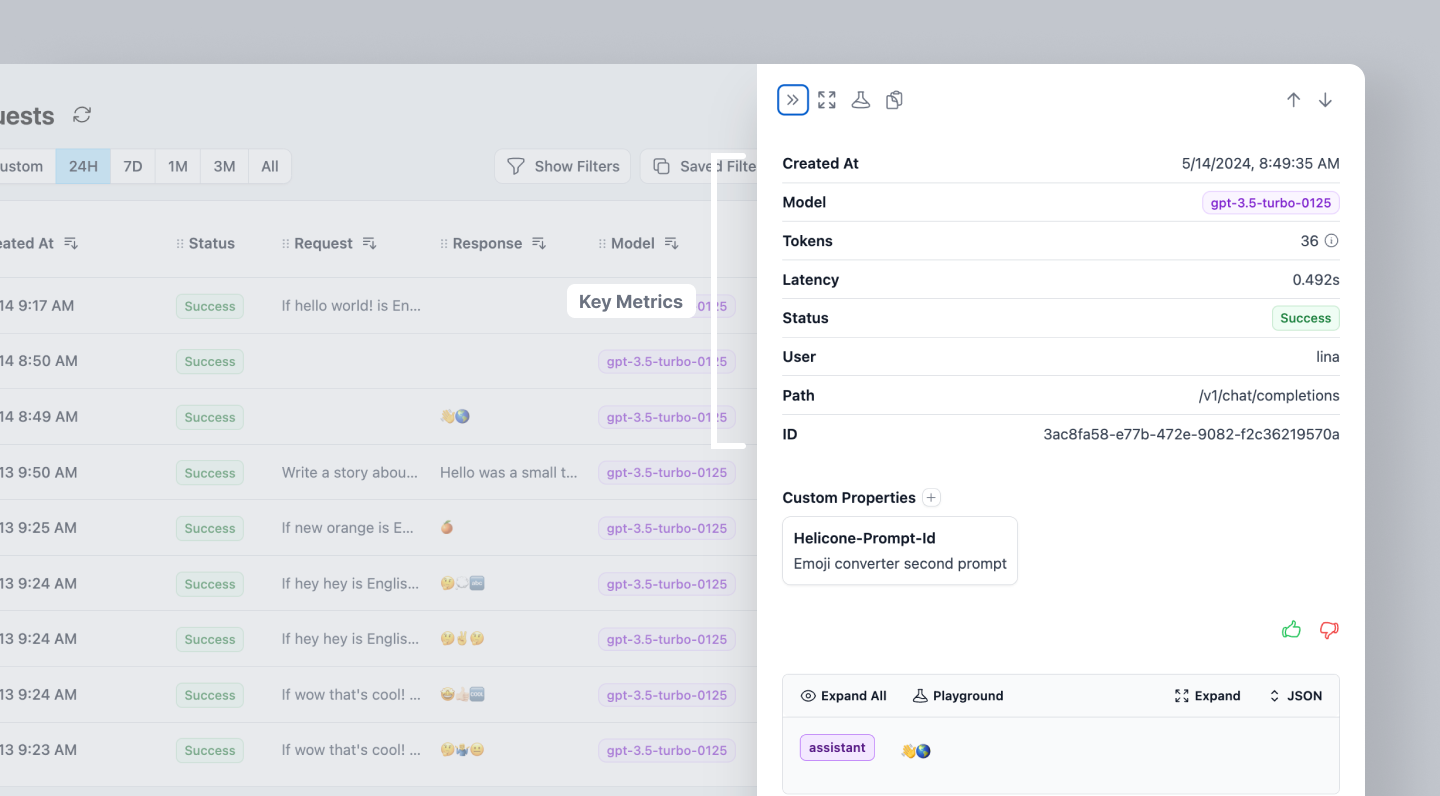 uests
ustom 24H 7D 1M 3M All Show Filters Saved Filte
eated At Status Request Response Model
14 9:17 AM Success If hello world! is En... 0125
Key Metrics
14 8:50 AM Success gpt-3.5-turbo-0125
14 8:49 AM Success 👋🌎 gpt-3.5-turbo-0125
13 9:50 AM Success Write a story abou... Hello was a small t... gpt-3.5-turbo-0125
13 9:25 AM Success If new orange is E... 🍊 gpt-3.5-turbo-0125
13 9:24 AM Success If hey hey is Englis... 🤔💭🔤 gpt-3.5-turbo-0125
13 9:24 AM Success If hey hey is Englis... 🤔✌️🤔 gpt-3.5-turbo-0125
13 9:24 AM Success If wow that's cool! ... 🤩👍🏻🆒 gpt-3.5-turbo-0125
13 9:23 AM Success If wow that's cool! ... gpt-3.5-turbo-0125
Created At 5/14/2024, 8:49:35 AM
Model gpt-3.5-turbo-0125
Tokens 36
Latency 0.492s
Status Success
User lina
Path /v1/chat/completions
ID 3ac8fa58-e77b-472e-9082-f2c36219570a
Custom Properties
Helicone-Prompt-Id
Emoji converter second prompt
Expand All Playground Expand JSON
assistant 👋🌎